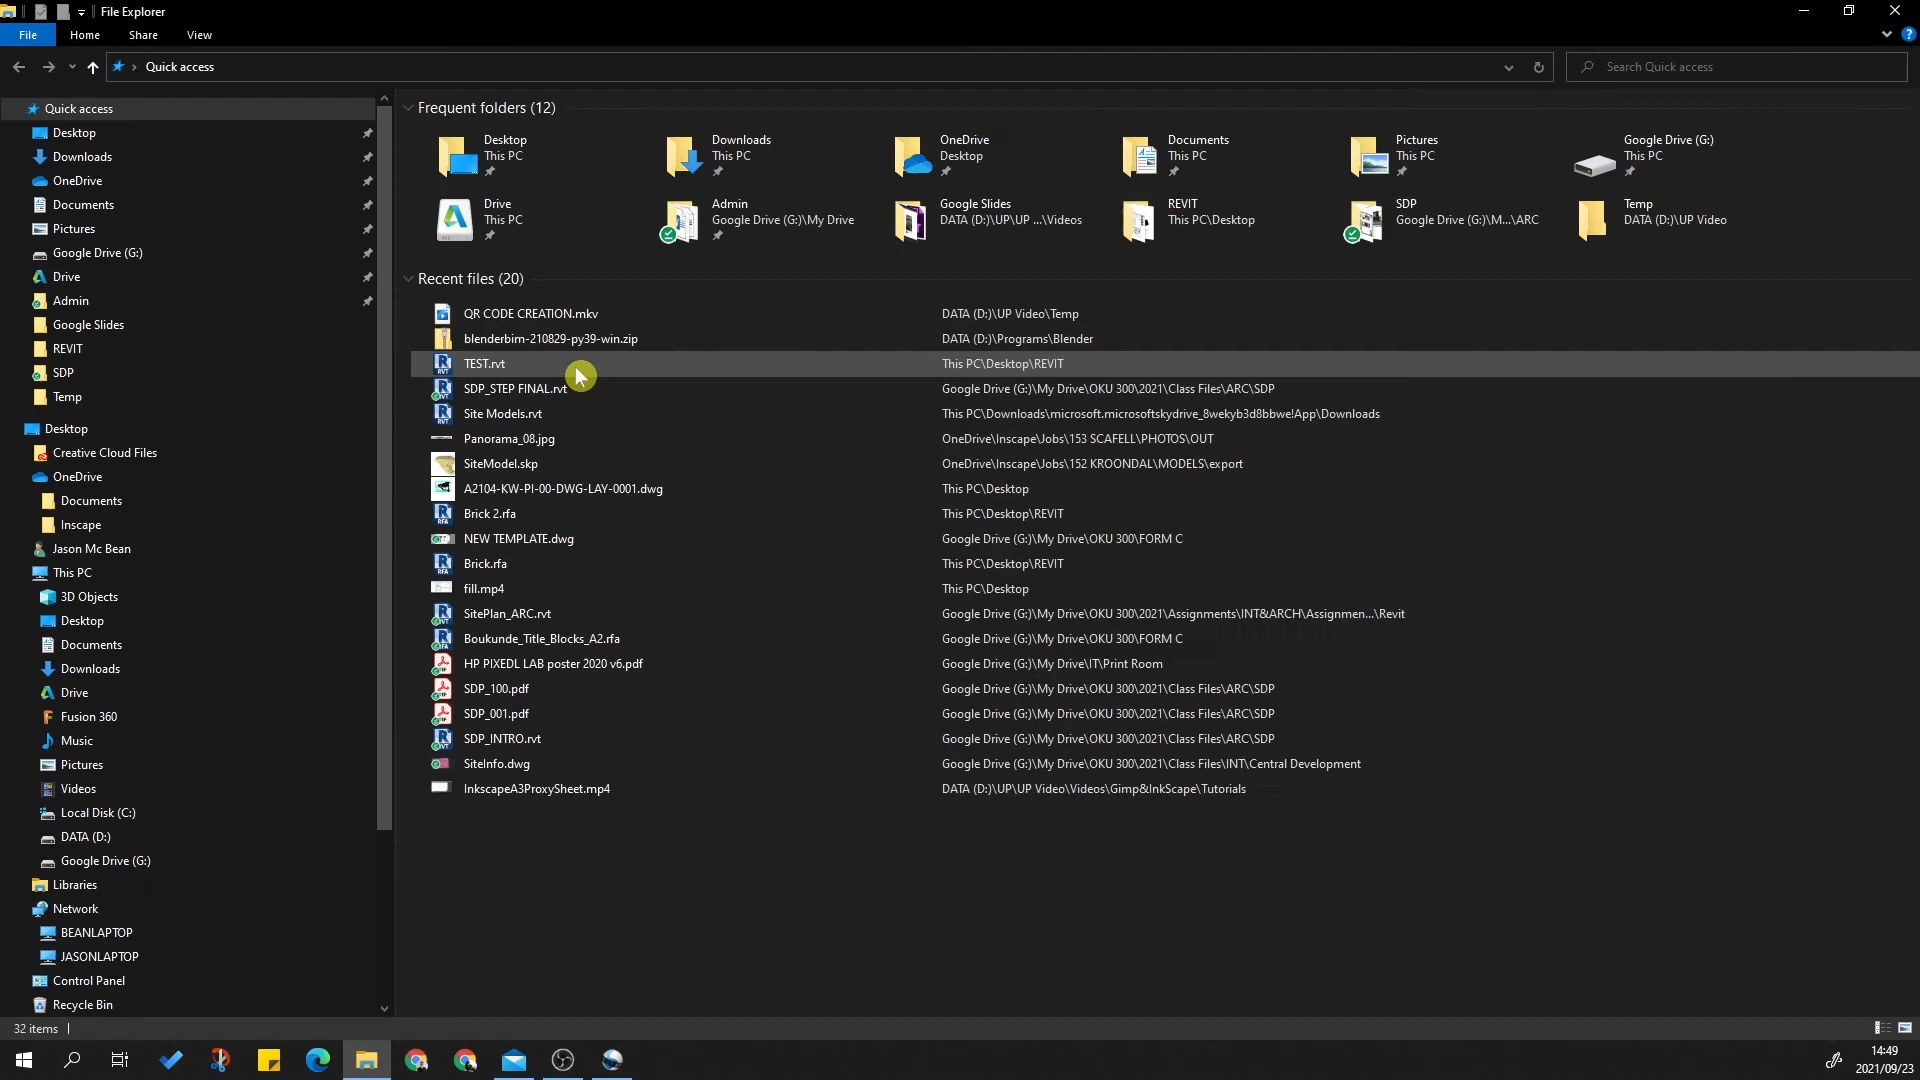 File Explorer
File Home Share View
Quick access
Search Quick access
Quick access
Desktop
Downloads
OneDrive
Documents
Pictures
Google Drive (G:)
Drive
Admin
Google Slides
REVIT
SDP
Temp
Desktop
Creative Cloud Files
OneDrive
Documents
Inscape
Jason Mc Bean
This PC
3D Objects
Desktop
Documents
Downloads
Drive
Fusion 360
Music
Pictures
Videos
Local Disk (C:)
DATA (D:)
Google Drive (G:)
Libraries
Network
BEANLAPTOP
JASONLAPTOP
Control Panel
Recycle Bin
Frequent folders (12)
Desktop
This PC
Downloads
This PC
OneDrive
Desktop
Documents
This PC
Pictures
This PC
Google Drive (G:)
This PC
Drive
This PC
Admin
Google Drive (G:)\My Drive
Google Slides
DATA (D:)\UP\UP ...\Videos
REVIT
This PC\Desktop
SDP
Google Drive (G:)\M...\ARC
Temp
DATA (D:)\UP Video
Recent files (20)
QR CODE CREATION.mkv DATA (D:)\UP Video\Temp
blenderbim-210829-py39-win.zip DATA (D:)\Programs\Blender
TEST.rvt This PC\Desktop\REVIT
SDP_STEP FINAL.rvt Google Drive (G:)\My Drive\OKU 300\2021\Class Files\ARC\SDP
Site Models.rvt This PC\Downloads\microsoft.microsoftskydrive_8wekyb3d8bbwe!App\Downloads
Panorama_08.jpg OneDrive\Inscape\Jobs\153 SCAFELL\PHOTOS\OUT
SiteModel.skp OneDrive\Inscape\Jobs\152 KROONDAL\MODELS\export
A2104-KW-PI-00-DWG-LAY-0001.dwg This PC\Desktop
Brick 2.rfa This PC\Desktop\REVIT
NEW TEMPLATE.dwg Google Drive (G:)\My Drive\OKU 300\FORM C
Brick.rfa This PC\Desktop\REVIT
fill.mp4 This PC\Desktop
SitePlan_ARC.rvt Google Drive (G:)\My Drive\OKU 300\2021\Assignments\INT&ARCH\Assignmen...\Revit
Boukunde_Title_Blocks_A2.rfa Google Drive (G:)\My Drive\OKU 300\FORM C
HP PIXEDL LAB poster 2020 v6.pdf Google Drive (G:)\My Drive\IT\Print Room
SDP_100.pdf Google Drive (G:)\My Drive\OKU 300\2021\Class Files\ARC\SDP
SDP_001.pdf Google Drive (G:)\My Drive\OKU 300\2021\Class Files\ARC\SDP
SDP_INTRO.rvt Google Drive (G:)\My Drive\OKU 300\2021\Class Files\ARC\SDP
SiteInfo.dwg Google Drive (G:)\My Drive\OKU 300\2021\Class Files\INT\Central Development
InkscapeA3ProxySheet.mp4 DATA (D:)\UP\UP Video\Videos\Gimp&InkScape\Tutorials
32 items
14:49
2021/09/23